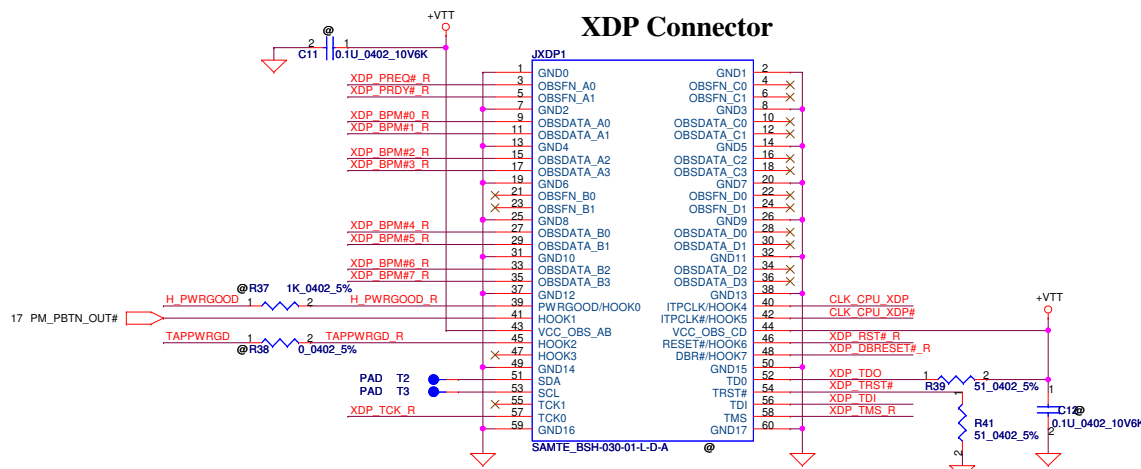 XDP Connector
+VTT
@
2 1
C11 0.1U_0402_10V6K
JXDP1
1 GND0 GND1 2
XDP_PREQ#_R 3 OBSFN_A0 OBSFN_C0 4
XDP_PRDY#_R 5 OBSFN_A1 OBSFN_C1 6
7 GND2 GND3 8
XDP_BPM#0_R 9 OBSDATA_A0 OBSDATA_C0 10
XDP_BPM#1_R 11 OBSDATA_A1 OBSDATA_C1 12
13 GND4 GND5 14
XDP_BPM#2_R 15 OBSDATA_A2 OBSDATA_C2 16
XDP_BPM#3_R 17 OBSDATA_A3 OBSDATA_C3 18
19 GND6 GND7 20
21 OBSFN_B0 OBSFN_D0 22
23 OBSFN_B1 OBSFN_D1 24
25 GND8 GND9 26
XDP_BPM#4_R 27 OBSDATA_B0 OBSDATA_D0 28
XDP_BPM#5_R 29 OBSDATA_B1 OBSDATA_D1 30
31 GND10 GND11 32
XDP_BPM#6_R 33 OBSDATA_B2 OBSDATA_D2 34
XDP_BPM#7_R 35 OBSDATA_B3 OBSDATA_D3 36
@R37 1K_0402_5% 37 GND12 GND13 38
H_PWRGOOD 1 2 H_PWRGOOD_R 39 PWRGOOD/HOOK0 ITPCLK/HOOK4 40 CLK_CPU_XDP
17 PM_PBTN_OUT# 41 HOOK1 ITPCLK#/HOOK5 42 CLK_CPU_XDP# +VTT
43 VCC_OBS_AB VCC_OBS_CD 44
TAPPWRGD 1 2 TAPPWRGD_R 45 HOOK2 RESET#/HOOK6 46 XDP_RST#_R
@R38 0_0402_5% 47 HOOK3 DBR#/HOOK7 48 XDP_DBRESET#_R
49 GND14 GND15 50
PAD T2 51 SDA TD0 52 XDP_TDO 1 2
R39 51_0402_5%
PAD T3 53 SCL TRST# 54 XDP_TRST#
55 TCK1 TDI 56 XDP_TDI 1 1
XDP_TCK_R 57 TCK0 TMS 58 XDP_TMS_R C12@
0.1U_0402_10V6K
59 GND16 GND17 60 R41 2
51_0402_5%
SAMTE_BSH-030-01-L-D-A @
2